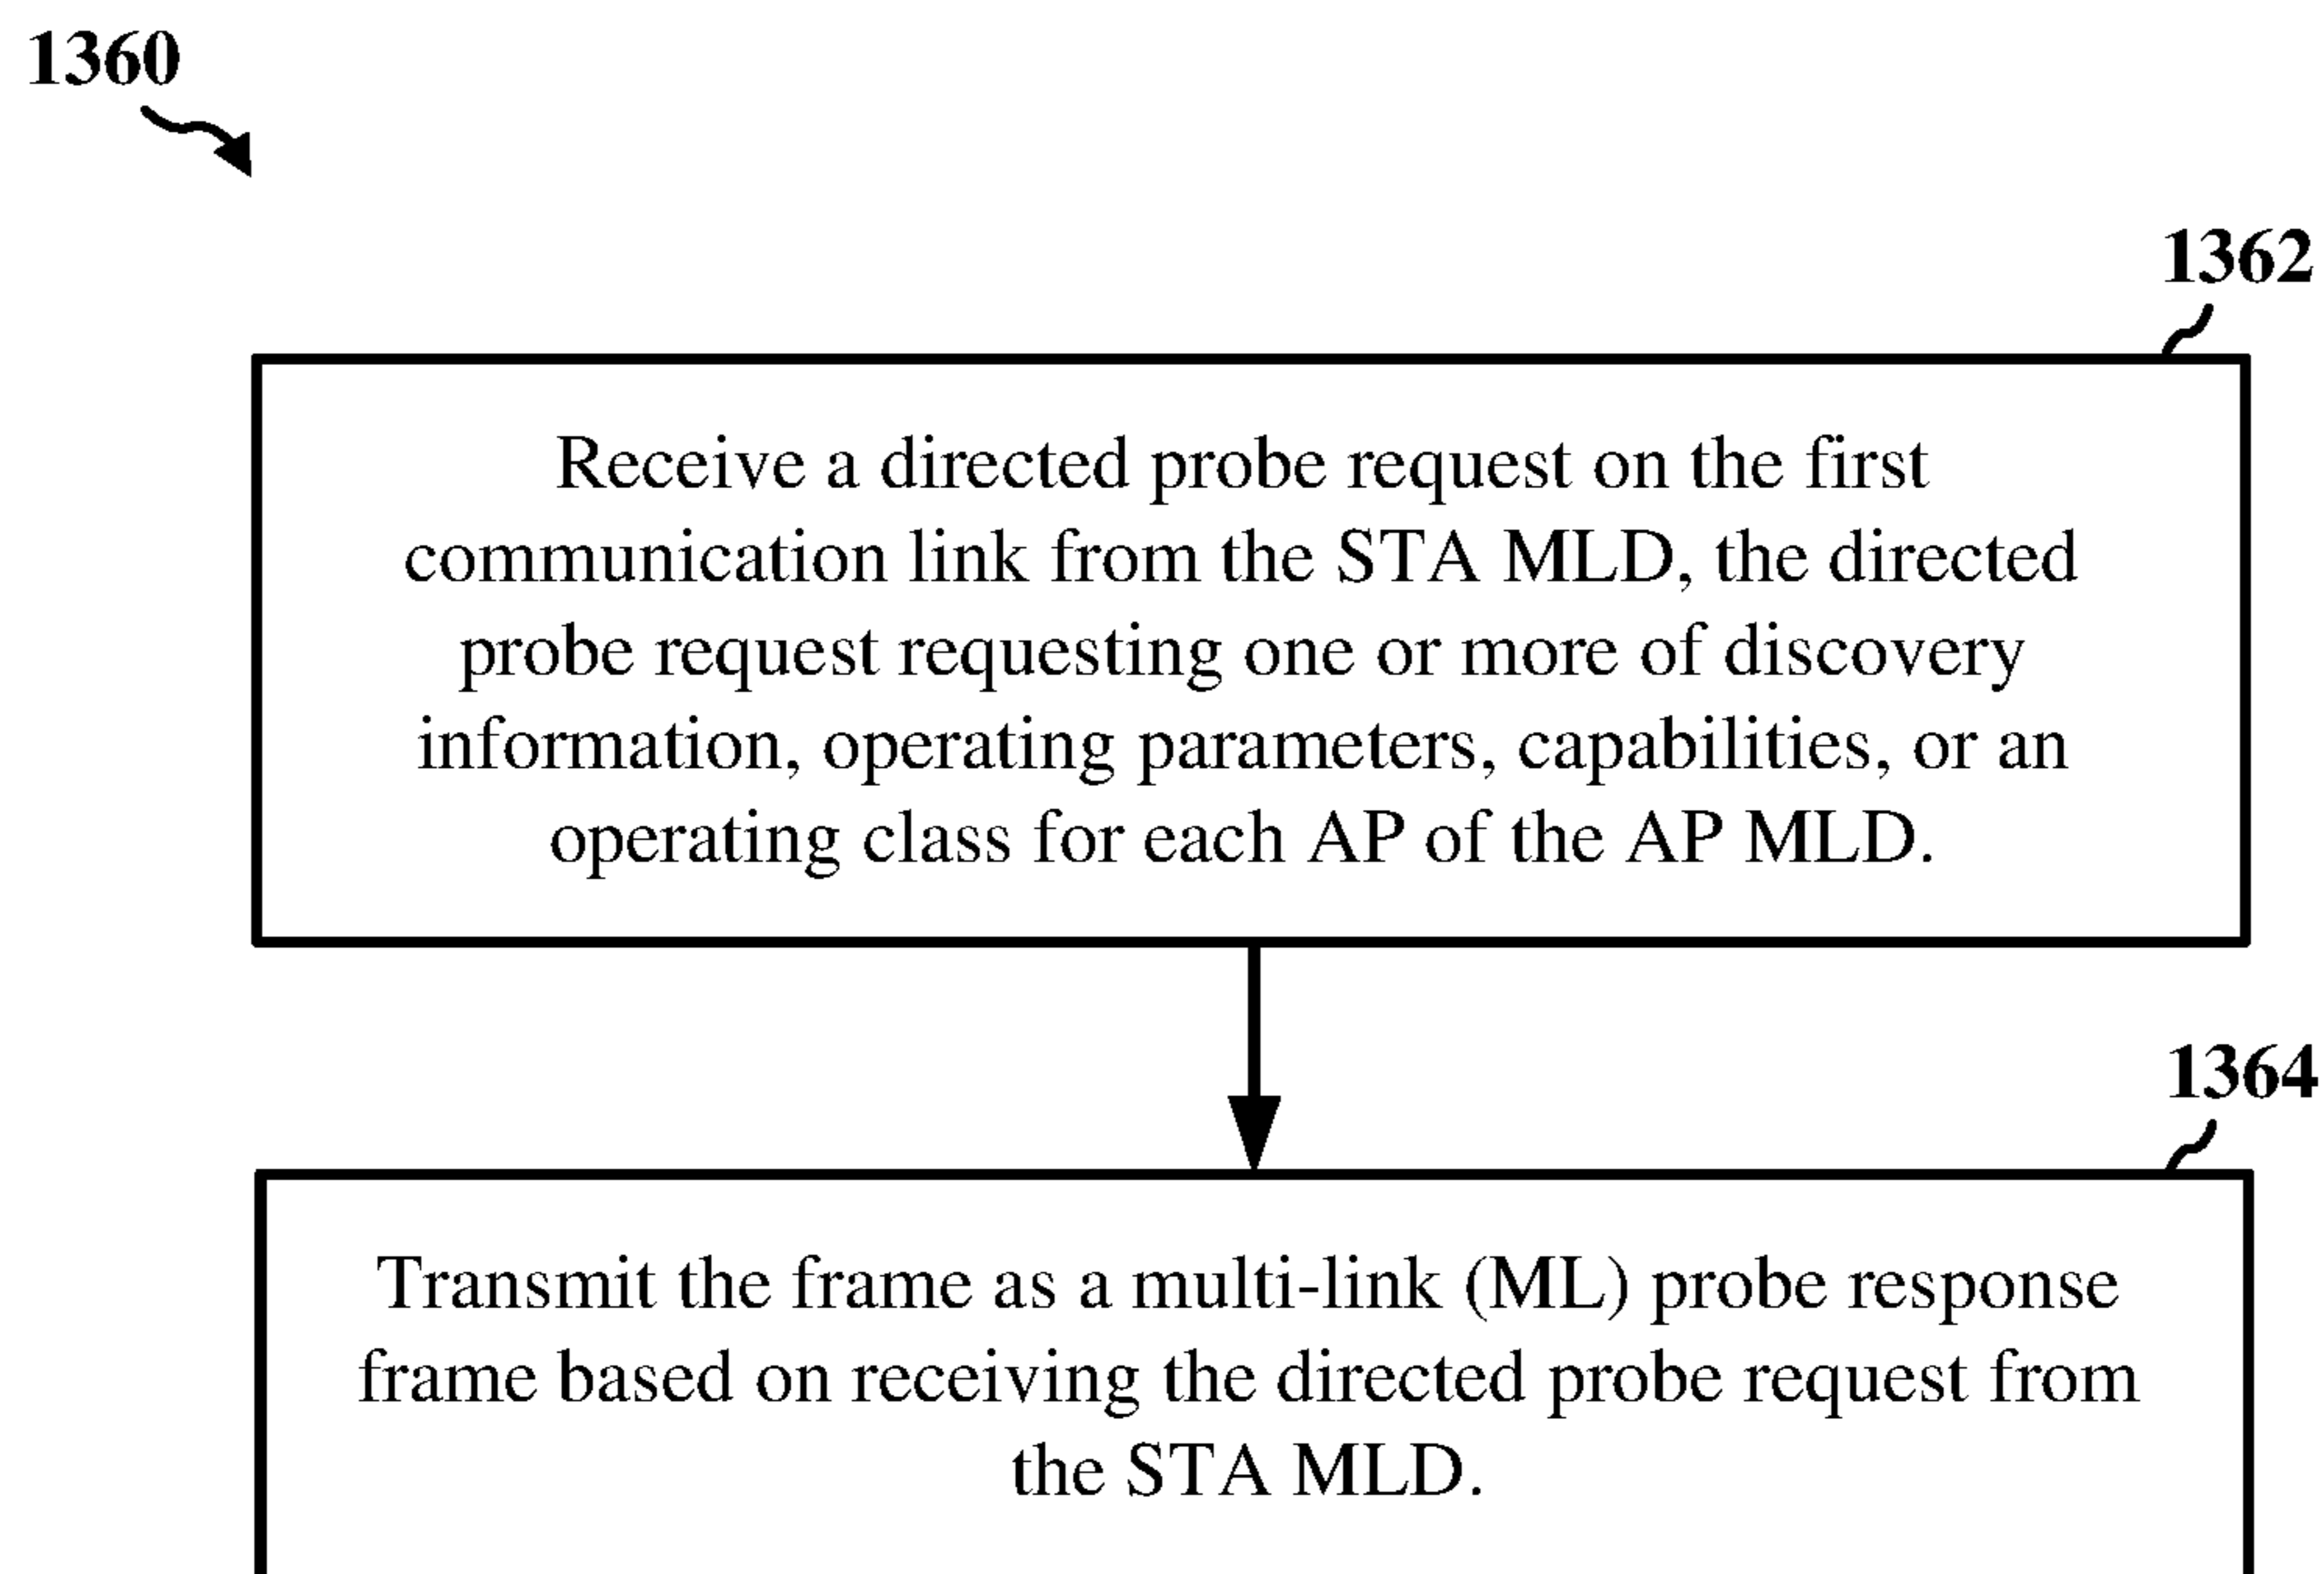 1360
1362
Receive a directed probe request on the first
communication link from the STA MLD, the directed
probe request requesting one or more of discovery
information, operating parameters, capabilities, or an
operating class for each AP of the AP MLD.
1364
Transmit the frame as a multi-link (ML) probe response
frame based on receiving the directed probe request from
the STA MLD.